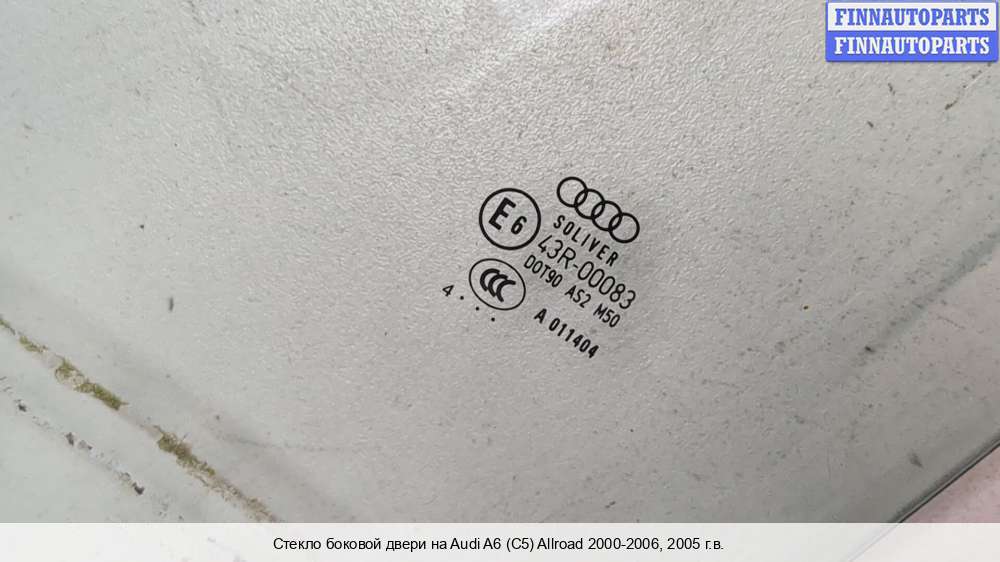 FINNAUTOPARTS
FINNAUTOPARTS
E6
SOLIVER
43R-00083
DOT90 AS2 M50
CCC
4 . . .
A 011404
Стекло боковой двери на Audi A6 (C5) Allroad 2000-2006, 2005 г.в.